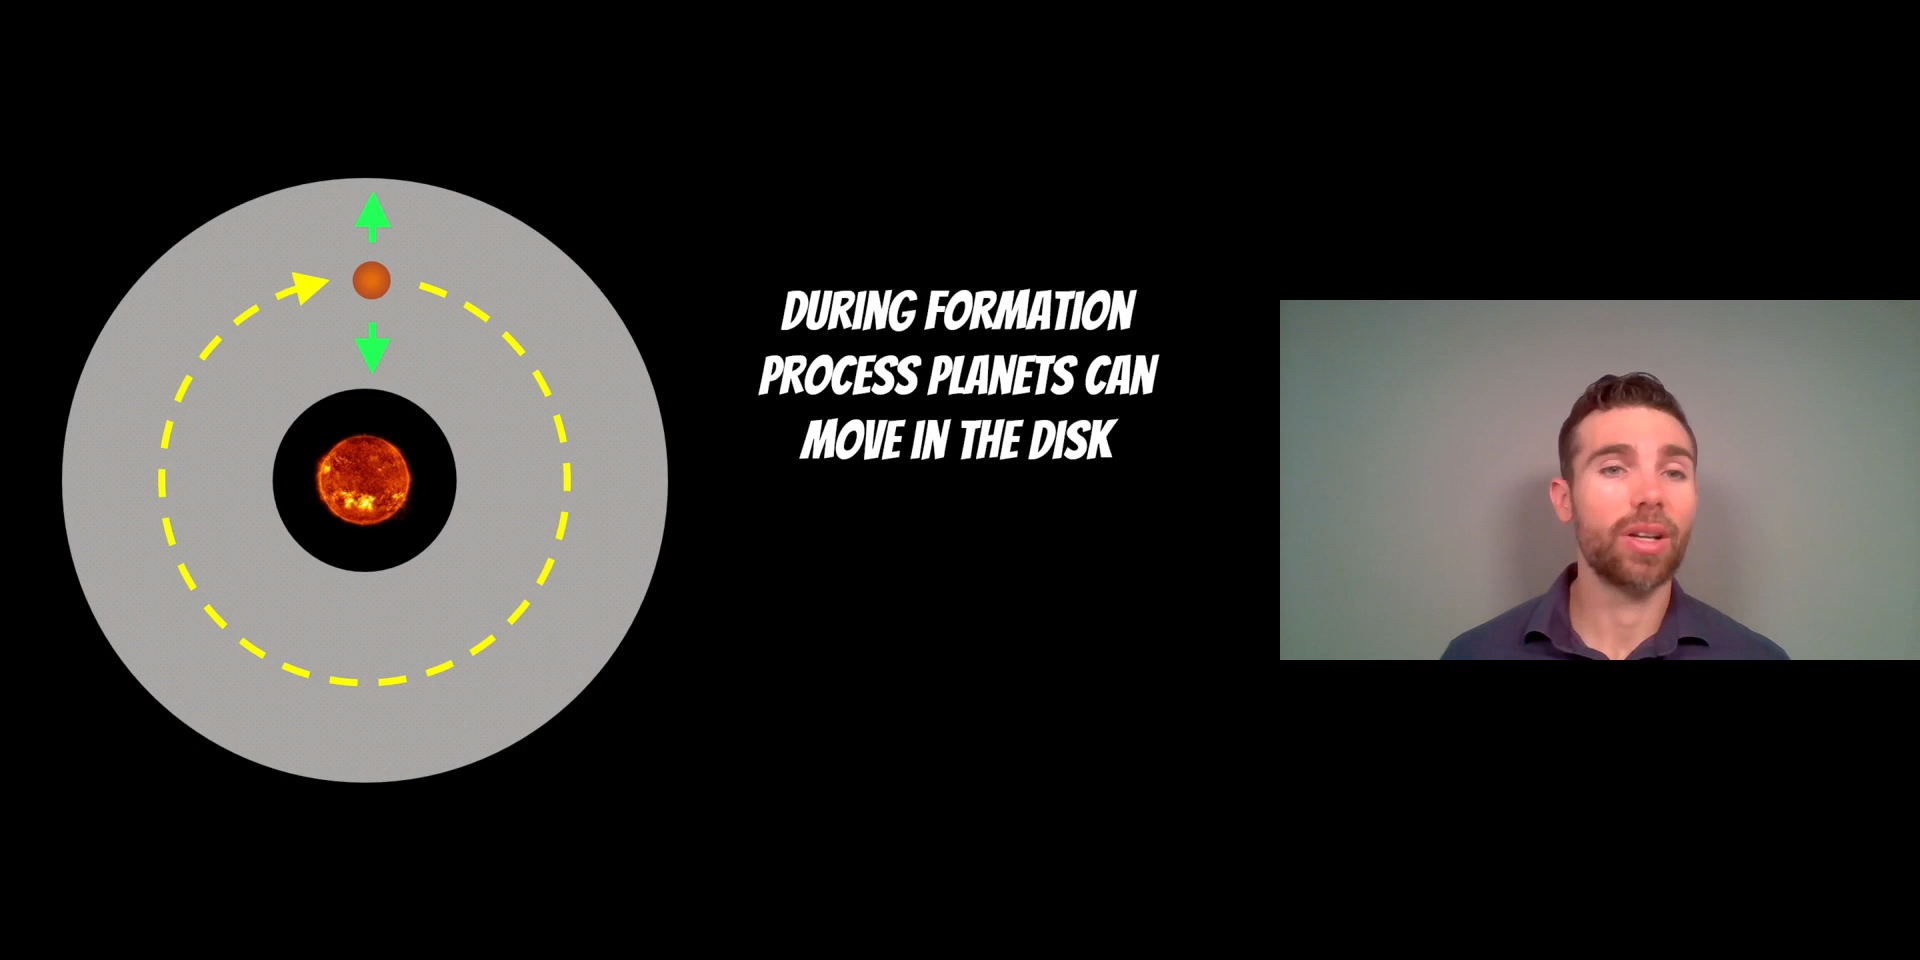 DURING FORMATION
PROCESS PLANETS CAN
MOVE IN THE DISK